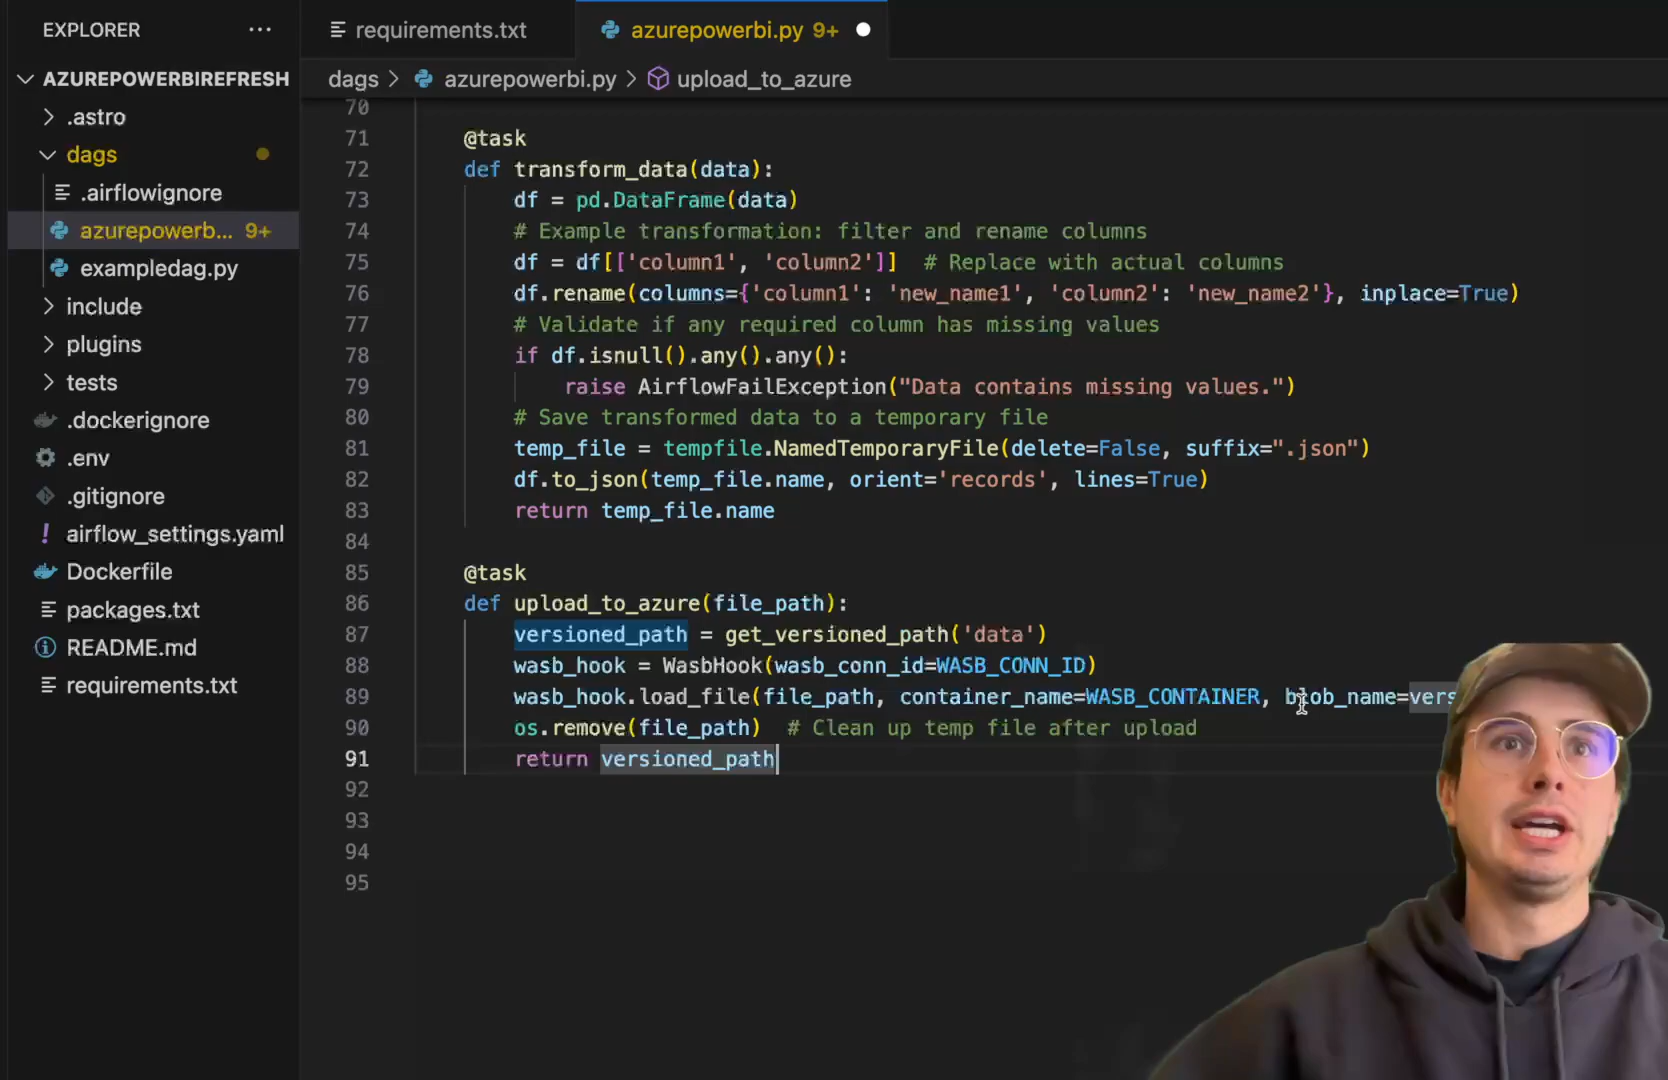 EXPLORER
requirements.txt
azurepowerbi.py 9+
AZUREPOWERBIREFRESH
dags > azurepowerbi.py > upload_to_azure
.astro
dags
.airflowignore
azurepowerb... 9+
exampledag.py
include
plugins
tests
.dockerignore
.env
.gitignore
airflow_settings.yaml
Dockerfile
packages.txt
README.md
requirements.txt
70
71 @task
72 def transform_data(data):
73 df = pd.DataFrame(data)
74 # Example transformation: filter and rename columns
75 df = df[['column1', 'column2']]  # Replace with actual columns
76 df.rename(columns={'column1': 'new_name1', 'column2': 'new_name2'}, inplace=True)
77 # Validate if any required column has missing values
78 if df.isnull().any().any():
79 raise AirflowFailException("Data contains missing values.")
80 # Save transformed data to a temporary file
81 temp_file = tempfile.NamedTemporaryFile(delete=False, suffix=".json")
82 df.to_json(temp_file.name, orient='records', lines=True)
83 return temp_file.name
84
85 @task
86 def upload_to_azure(file_path):
87 versioned_path = get_versioned_path('data')
88 wasb_hook = WasbHook(wasb_conn_id=WASB_CONN_ID)
89 wasb_hook.load_file(file_path, container_name=WASB_CONTAINER, blob_name=vers
90 os.remove(file_path)  # Clean up temp file after upload
91 return versioned_path
92
93
94
95